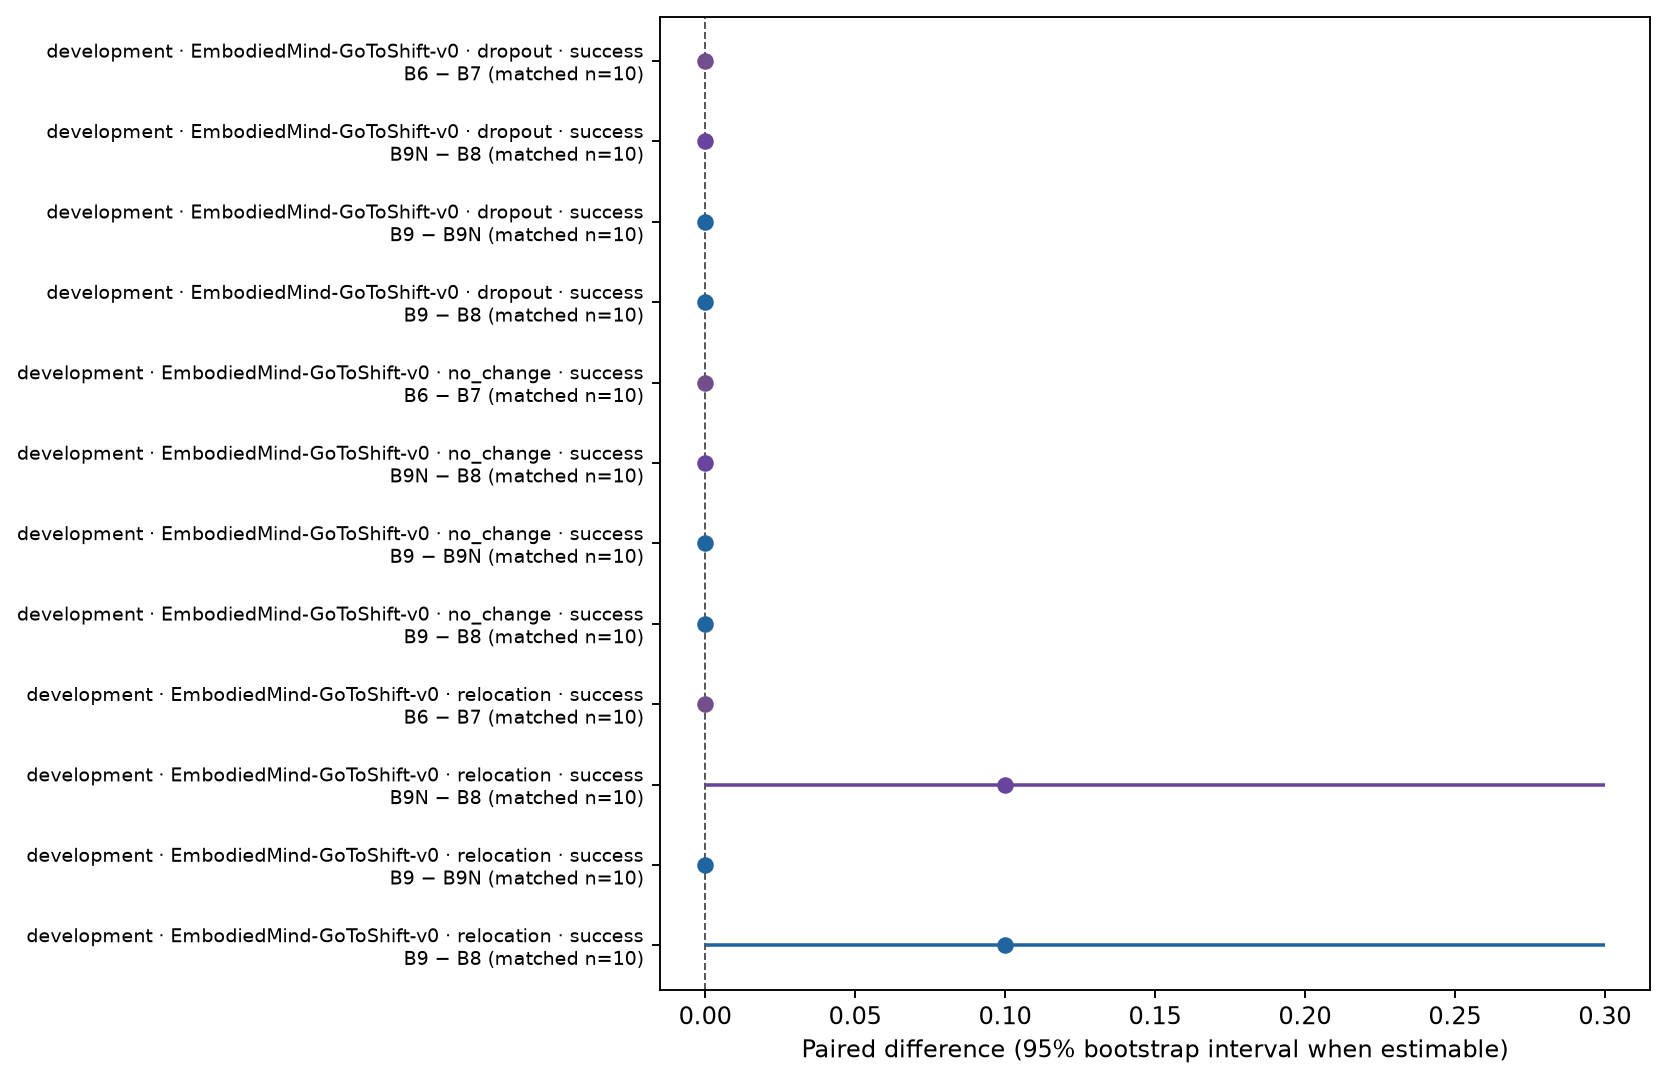 development · EmbodiedMind-GoToShift-v0 · dropout · success
B6 − B7 (matched n=10)
development · EmbodiedMind-GoToShift-v0 · dropout · success
B9N − B8 (matched n=10)
development · EmbodiedMind-GoToShift-v0 · dropout · success
B9 − B9N (matched n=10)
development · EmbodiedMind-GoToShift-v0 · dropout · success
B9 − B8 (matched n=10)
development · EmbodiedMind-GoToShift-v0 · no_change · success
B6 − B7 (matched n=10)
development · EmbodiedMind-GoToShift-v0 · no_change · success
B9N − B8 (matched n=10)
development · EmbodiedMind-GoToShift-v0 · no_change · success
B9 − B9N (matched n=10)
development · EmbodiedMind-GoToShift-v0 · no_change · success
B9 − B8 (matched n=10)
development · EmbodiedMind-GoToShift-v0 · relocation · success
B6 − B7 (matched n=10)
development · EmbodiedMind-GoToShift-v0 · relocation · success
B9N − B8 (matched n=10)
development · EmbodiedMind-GoToShift-v0 · relocation · success
B9 − B9N (matched n=10)
development · EmbodiedMind-GoToShift-v0 · relocation · success
B9 − B8 (matched n=10)
0.00 0.05 0.10 0.15 0.20 0.25 0.30
Paired difference (95% bootstrap interval when estimable)